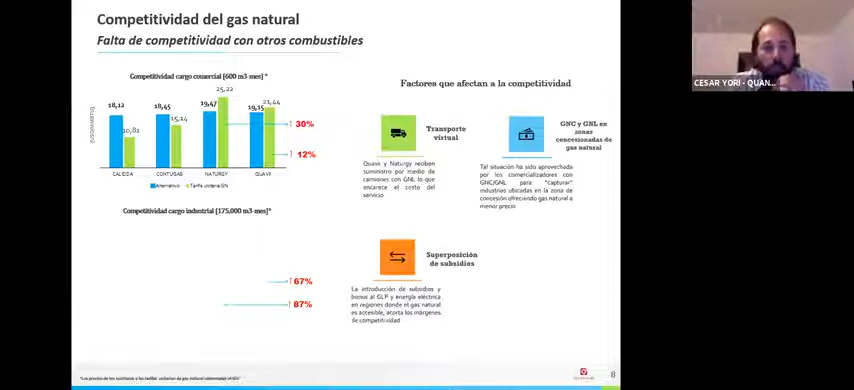 Competitividad del gas natural
Falta de competitividad con otros combustibles
Competitividad cargo comercial [600 m3-mes] *
18,12
10,81
18,45
15,14
19,47
25,22
19,15
21,44
30%
12%
CALIDDA
CONTUGAS
NATURGY
QUAVII
Alternativo
Tarifa unitaria GN
Competitividad cargo industrial [175,000 m3-mes]*
67%
87%
Factores que afectan a la competitividad
Transporte
virtual
Quavii y Naturgy reciben
suministro por medio de
camiones con GNL lo que
encarece el costo del
servicio
GNC y GNL en
zonas
concesionadas de
gas natural
Tal situación ha sido aprovechada
por los comercializadores con
GNC/GNL para "capturar"
industrias ubicadas en la zona de
concesión ofreciendo gas natural a
menor precio
Superposición
de subsidios
La introducción de subsidios y
bonos al GLP y energía eléctrica
en regiones donde el gas natural
es accesible, acorta los márgenes
de competitividad
8
CESAR YORI - QUAN...